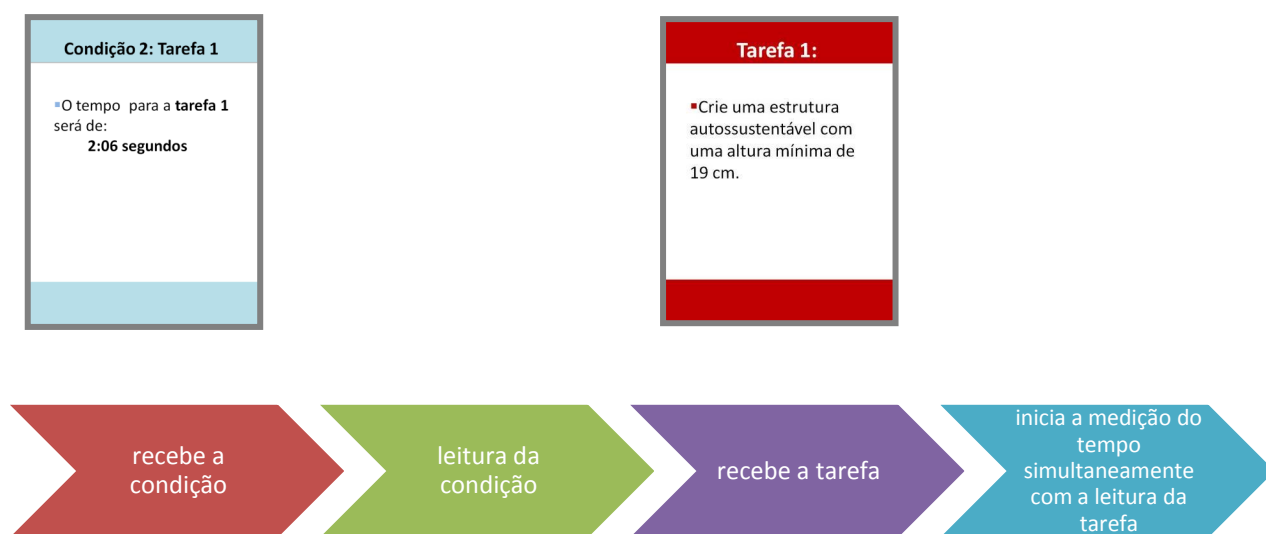 Condição 2: Tarefa 1
▪O tempo para a tarefa 1
será de:
2:06 segundos
Tarefa 1:
▪Crie uma estrutura
autossustentável com
uma altura mínima de
19 cm.
recebe a
condição
leitura da
condição
recebe a tarefa
inicia a medição do
tempo
simultaneamente
com a leitura da
tarefa